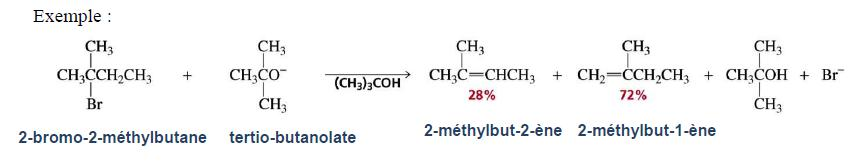 Exemple :
CH₃ CH₃ CH₃ CH₃ CH₃
CH₃CCH₂CH₃ + CH₃CO⁻ (CH₃)₃COH CH₃C=CHCH₃ + CH₂=CCH₂CH₃ + CH₃COH + Br⁻
Br CH₃ 28% 72% CH₃
2-bromo-2-méthylbutane tertio-butanolate 2-méthylbut-2-ène 2-méthylbut-1-ène